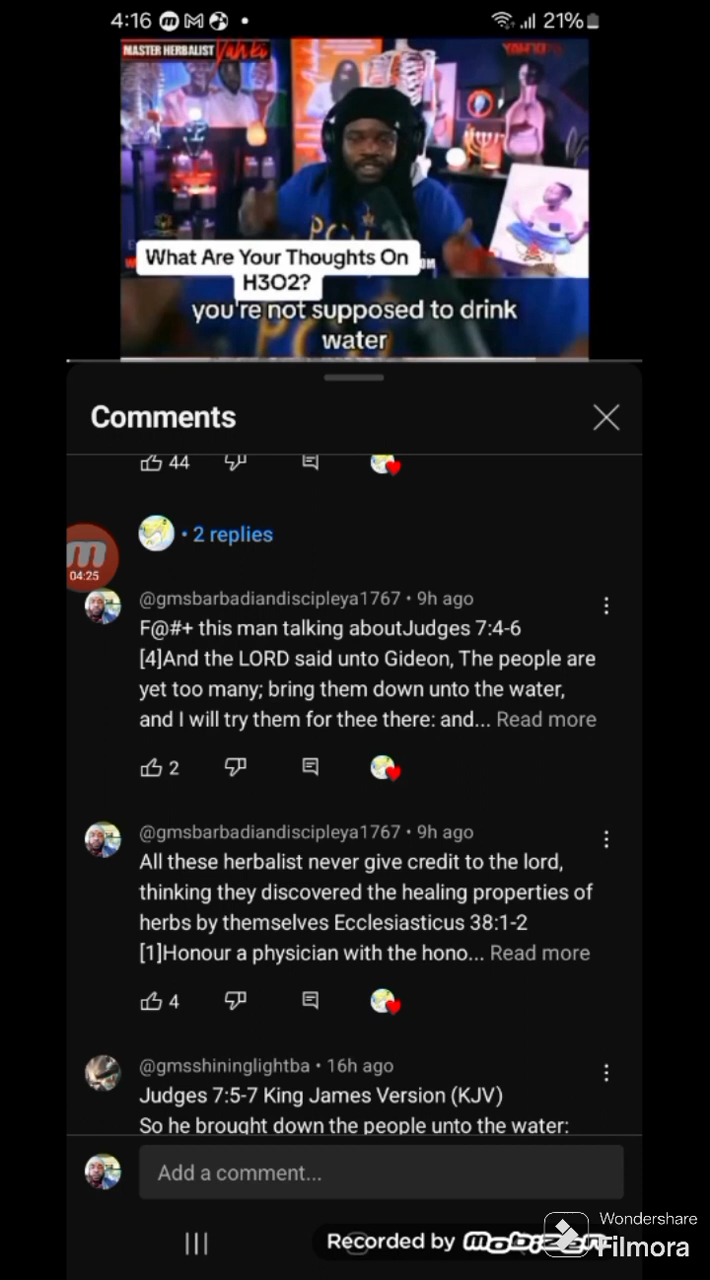 4:16
21%
MASTER HERBALIST Yahki
What Are Your Thoughts On
H3O2?
you're not supposed to drink
water
Comments
44
• 2 replies
04:25
@gmsbarbadiandiscipleya1767 • 9h ago
F@#+ this man talking aboutJudges 7:4-6
[4]And the LORD said unto Gideon, The people are
yet too many; bring them down unto the water,
and I will try them for thee there: and... Read more
2
@gmsbarbadiandiscipleya1767 • 9h ago
All these herbalist never give credit to the lord,
thinking they discovered the healing properties of
herbs by themselves Ecclesiasticus 38:1-2
[1]Honour a physician with the hono... Read more
4
@gmsshininglightba • 16h ago
Judges 7:5-7 King James Version (KJV)
So he brought down the people unto the water:
Add a comment...
Recorded by Mobizen
Wondershare
Filmora